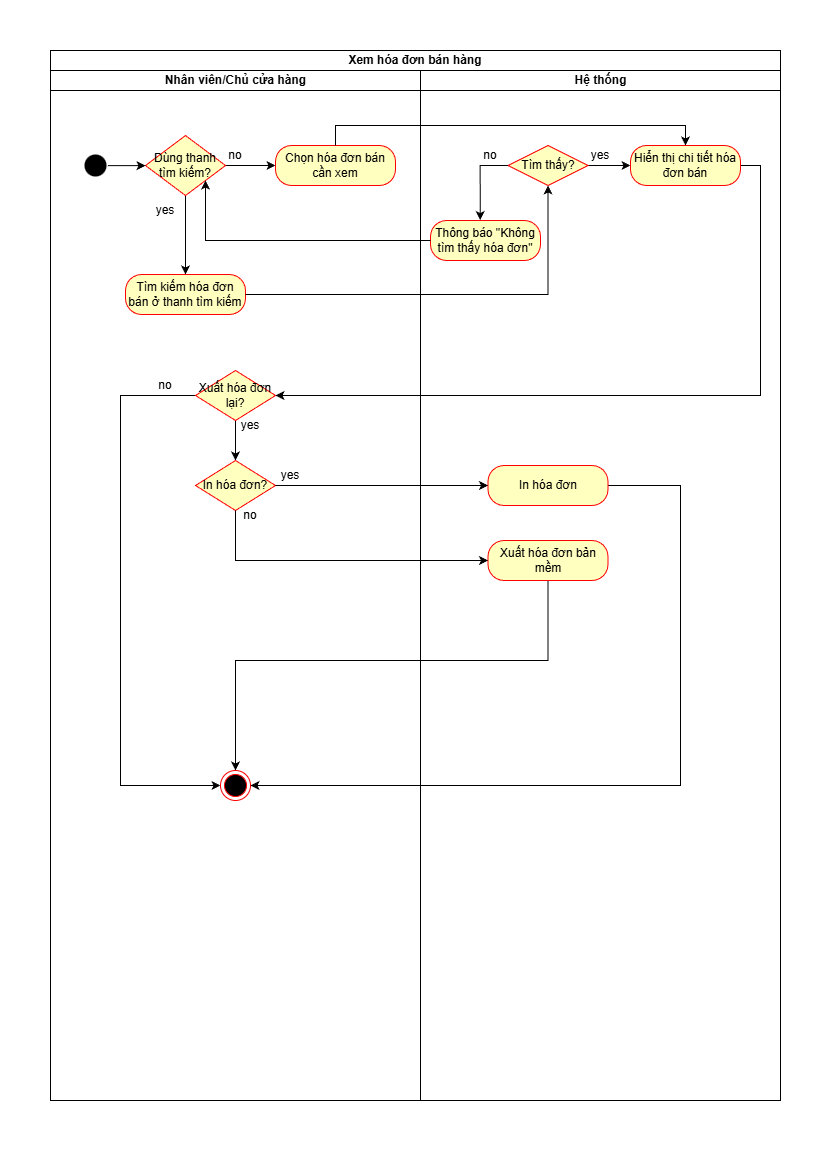 Xem hóa đơn bán hàng
Nhân viên/Chủ cửa hàng
Hệ thống
Dùng thanh
tìm kiếm?
no
Chọn hóa đơn bán
cần xem
no
Tìm thấy?
yes
Hiển thị chi tiết hóa
đơn bán
yes
Thông báo "Không
tìm thấy hóa đơn"
Tìm kiếm hóa đơn
bán ở thanh tìm kiếm
no
Xuất hóa đơn
lại?
yes
In hóa đơn?
yes
In hóa đơn
no
Xuất hóa đơn bản
mềm